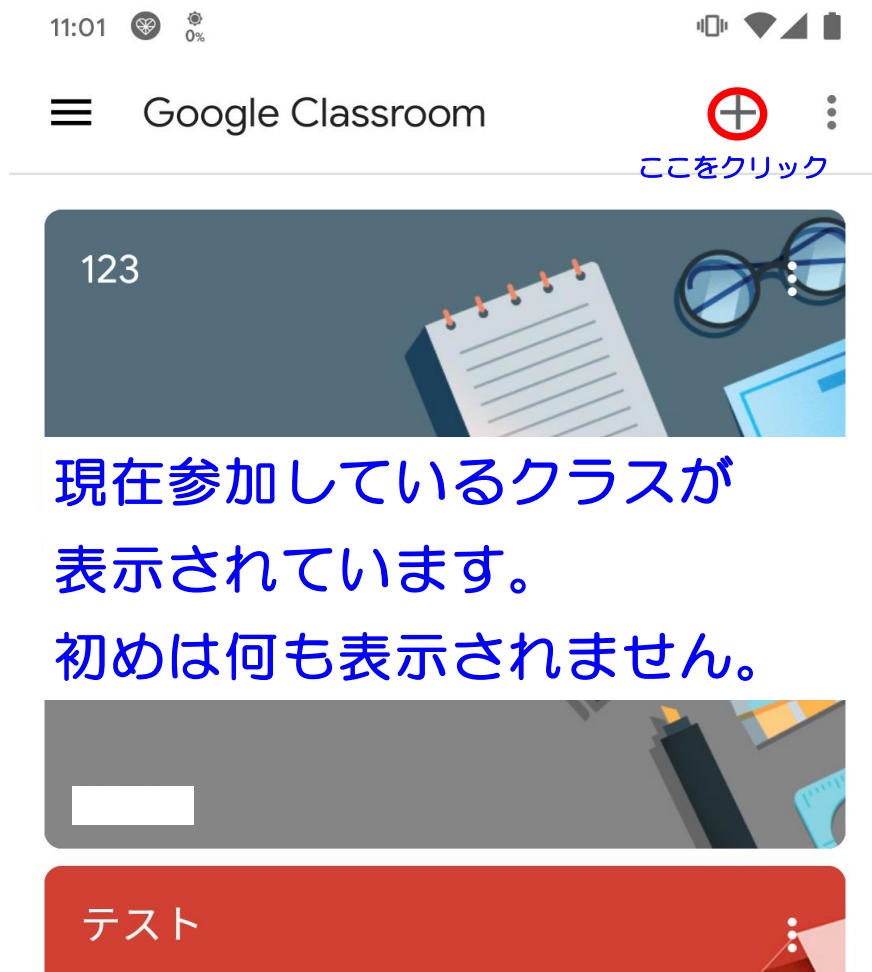 11:01
0%
Google Classroom
ここをクリック
123
現在参加しているクラスが
表示されています。
初めは何も表示されません。
テスト